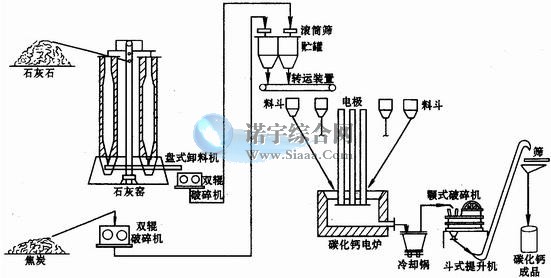 滚筒筛
贮罐
石灰石
转运装置
料斗
电极
料斗
诺宇综合网
www.Siaaa.Com
盘式卸料机
双辊
破碎机
石灰窑
筛
颚式破碎机
双辊
破碎机
焦炭
碳化钙电炉
冷却锅
斗式提升机
碳化钙
成品